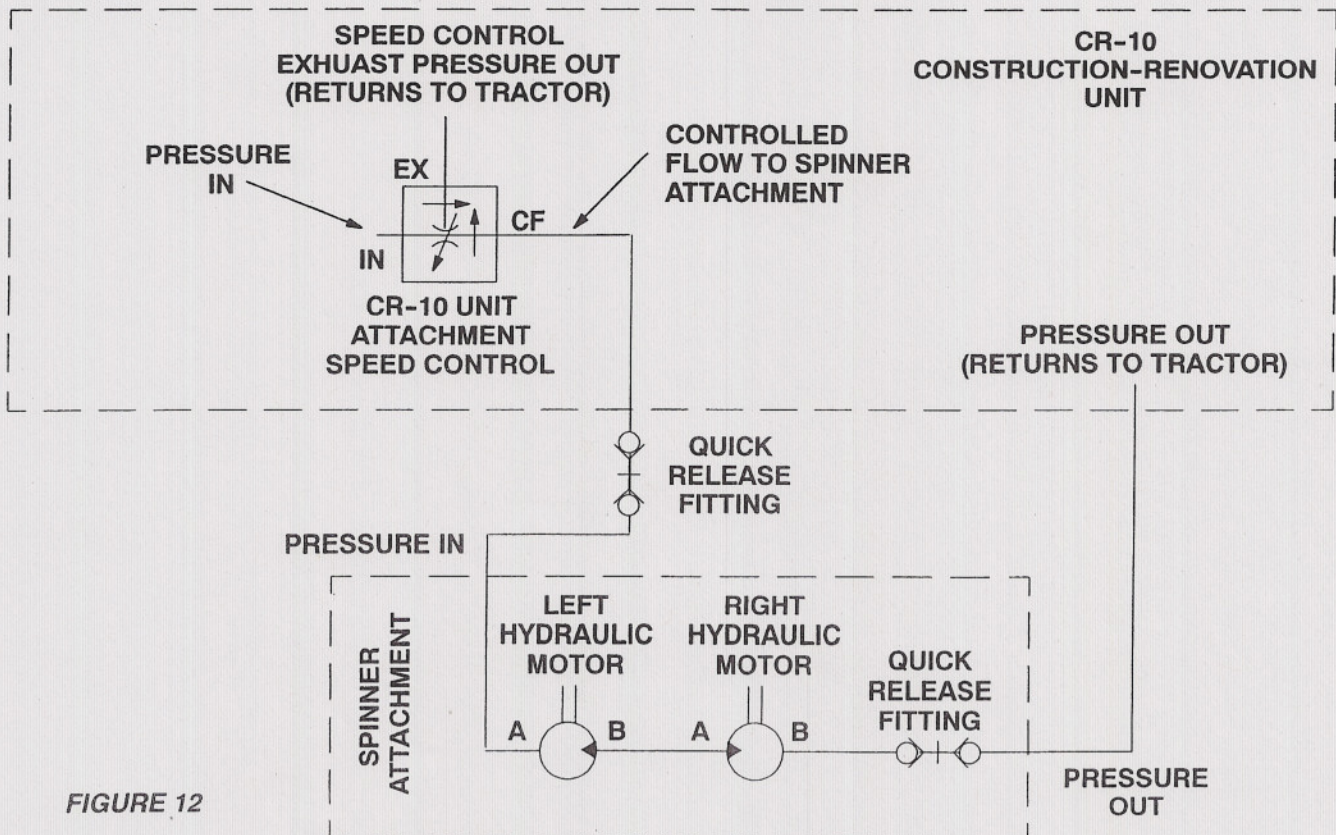 SPEED CONTROL
EXHUAST PRESSURE OUT
(RETURNS TO TRACTOR)
CR-10
CONSTRUCTION-RENOVATION
UNIT
PRESSURE
IN
CONTROLLED
FLOW TO SPINNER
ATTACHMENT
EX
CF
IN
CR-10 UNIT
ATTACHMENT
SPEED CONTROL
PRESSURE OUT
(RETURNS TO TRACTOR)
QUICK
RELEASE
FITTING
PRESSURE IN
SPINNER
ATTACHMENT
LEFT
HYDRAULIC
MOTOR
RIGHT
HYDRAULIC
MOTOR
QUICK
RELEASE
FITTING
A B A B
PRESSURE
OUT
FIGURE 12